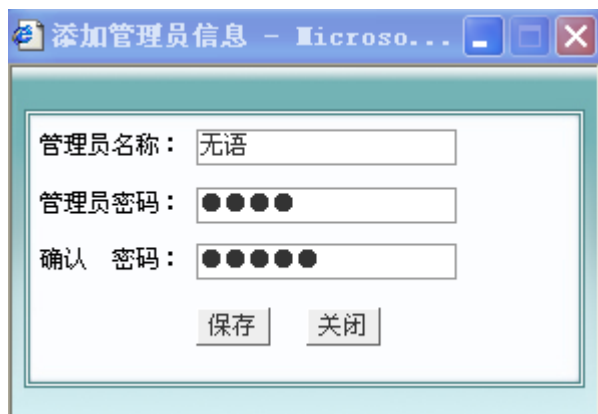 添加管理员信息 - Microso...
管理员名称：无语
管理员密码：●●●●
确认 密码：●●●●●
保存 关闭